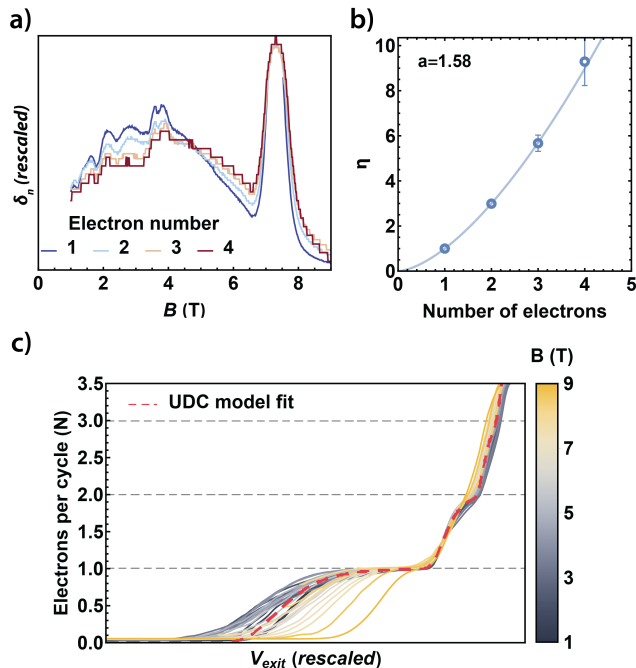 a)
δn (rescaled)
Electron number
1 2 3 4
0 2 4 6 8
B (T)
b)
a=1.58
η
10
8
6
4
2
0
0 1 2 3 4 5
Number of electrons
c)
B (T)
Electrons per cycle (N)
3.5
3.0
2.5
2.0
1.5
1.0
0.5
0.0
UDC model fit
Vexit (rescaled)
9
7
5
3
1